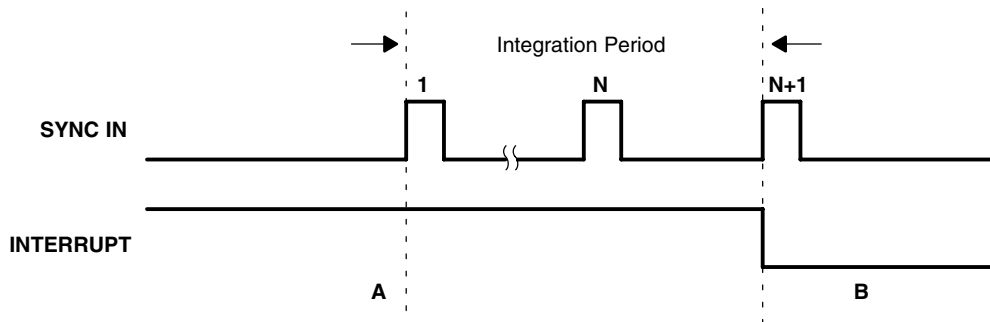 Integration Period
1
N
N+1
SYNC IN
INTERRUPT
A
B